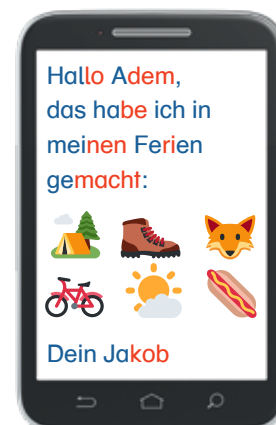 Hallo Adem,
das habe ich in
meinen Ferien
gemacht:
Dein Jakob